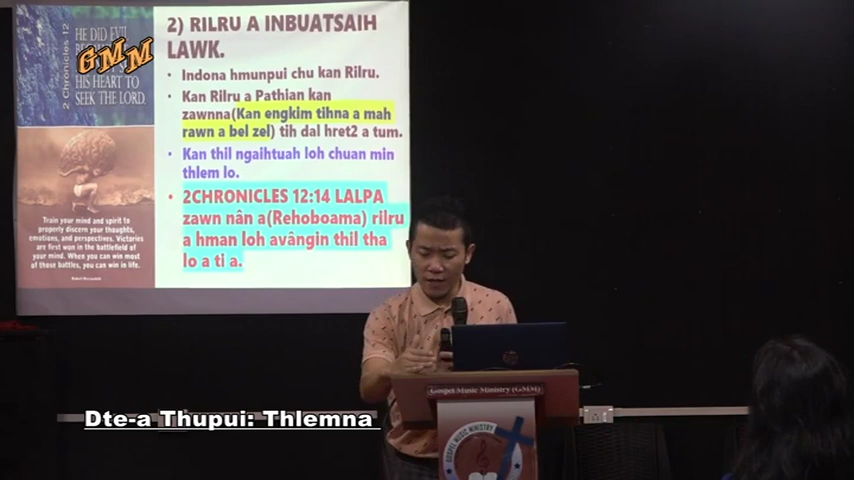 2 Chronicles 12
HE DID EVIL
HIS HEART TO
SEEK THE LORD.
GMM
Train your mind and spirit to
properly discern your thoughts,
emotions, and perspectives. Victories
are first won in the battlefield of
your mind. When you can win most
of those battles, you can win in life.
2) RILRU A INBUATSAIH
LAWK.
• Indona hmunpui chu kan Rilru.
• Kan Rilru a Pathian kan
zawnna(Kan engkim tihna a mah
rawn a bel zel) tih dal hret2 a tum.
• Kan thil ngaihtuah loh chuan min
thlem lo.
• 2CHRONICLES 12:14 LALPA
zawn nân a(Rehoboama) rilru
a hman loh avângin thil tha
lo a ti a.
Gospel Music Ministry (GMM)
GOSPEL MUSIC MINISTRY
Dte-a Thupui: Thlemna